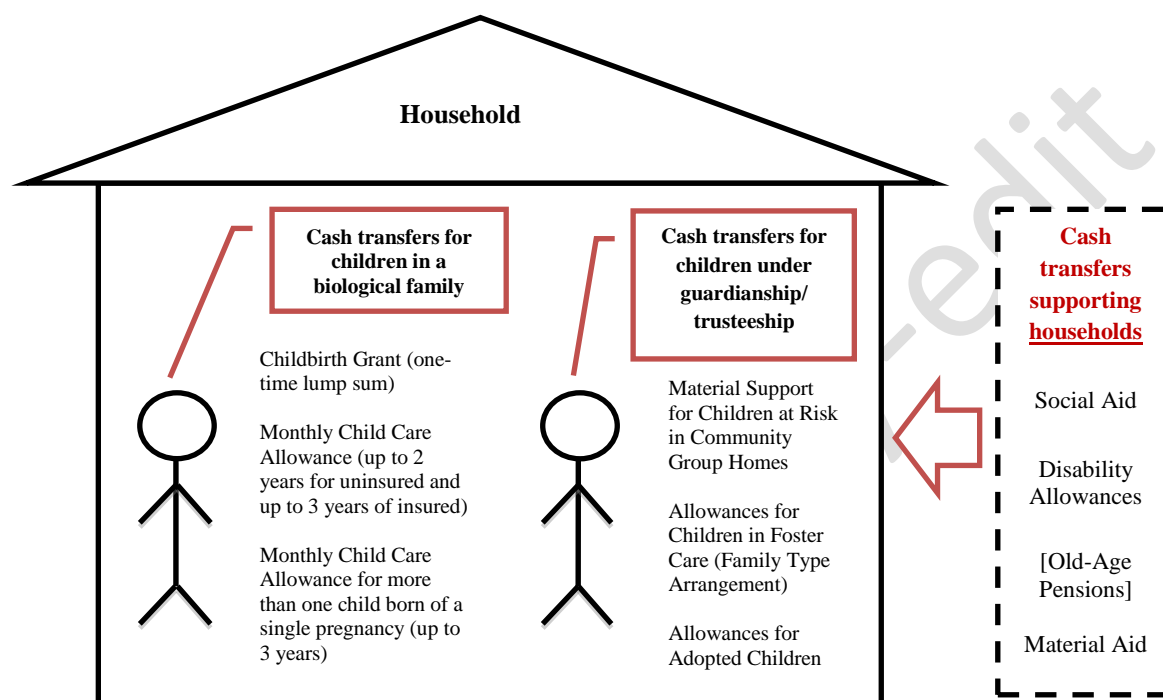 Household
Cash transfers for
children in a
biological family
Childbirth Grant (one-
time lump sum)
Monthly Child Care
Allowance (up to 2
years for uninsured and
up to 3 years of insured)
Monthly Child Care
Allowance for more
than one child born of a
single pregnancy (up to
3 years)
Cash transfers for
children under
guardianship/
trusteeship
Material Support
for Children at Risk
in Community
Group Homes
Allowances for
Children in Foster
Care (Family Type
Arrangement)
Allowances for
Adopted Children
Cash
transfers
supporting
households
Social Aid
Disability
Allowances
[Old-Age
Pensions]
Material Aid
-edit